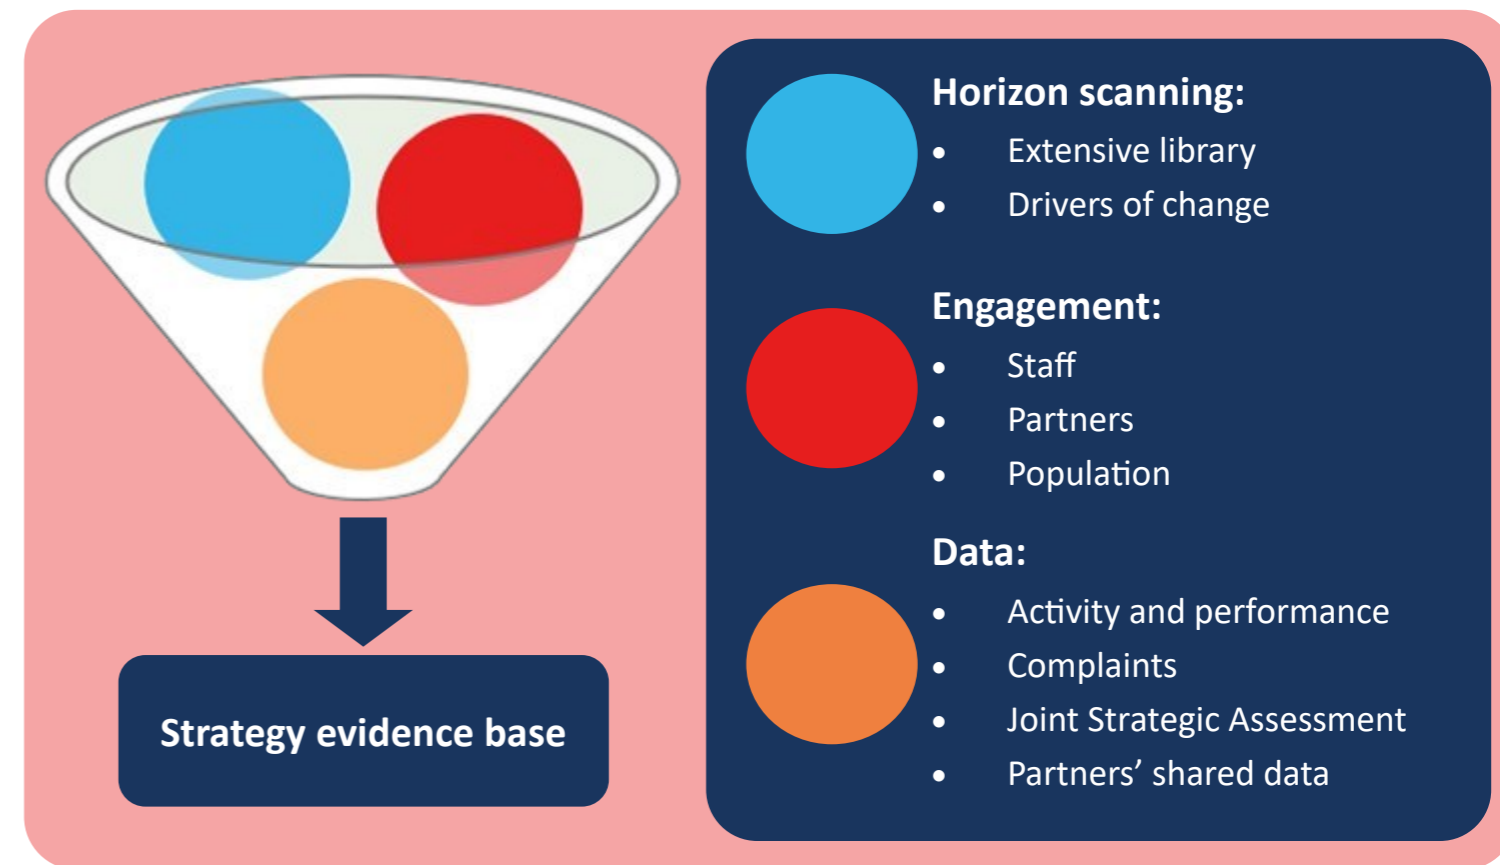 Strategy evidence base
Horizon scanning:
• Extensive library
• Drivers of change
Engagement:
• Staff
• Partners
• Population
Data:
• Activity and performance
• Complaints
• Joint Strategic Assessment
• Partners’ shared data